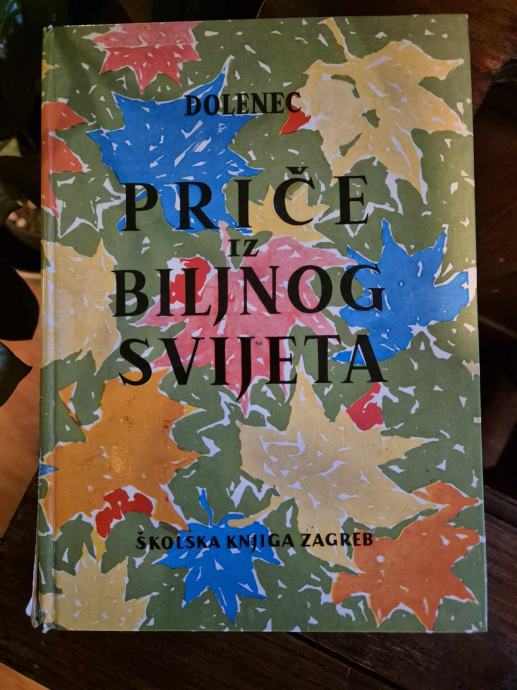 DOLENEC
PRIČE
IZ
BILJNOG
SVIJETA
ŠKOLSKA KNJIGA ZAGREB